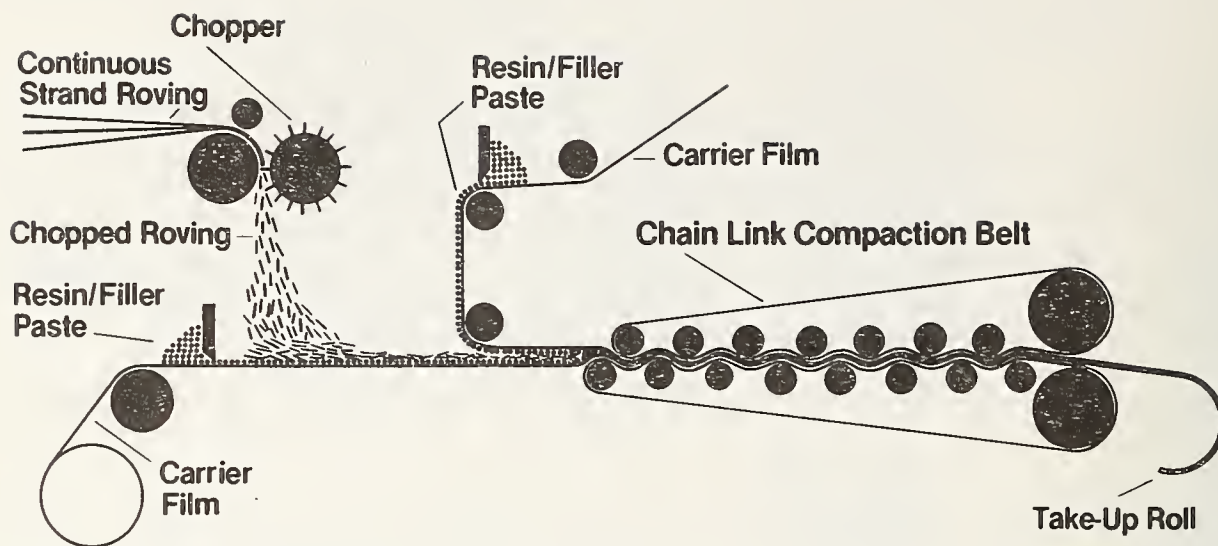 Chopper
Continuous
Strand Roving
Resin/Filler
Paste
Carrier Film
Chopped Roving
Chain Link Compaction Belt
Resin/Filler
Paste
Carrier
Film
Take-Up Roll